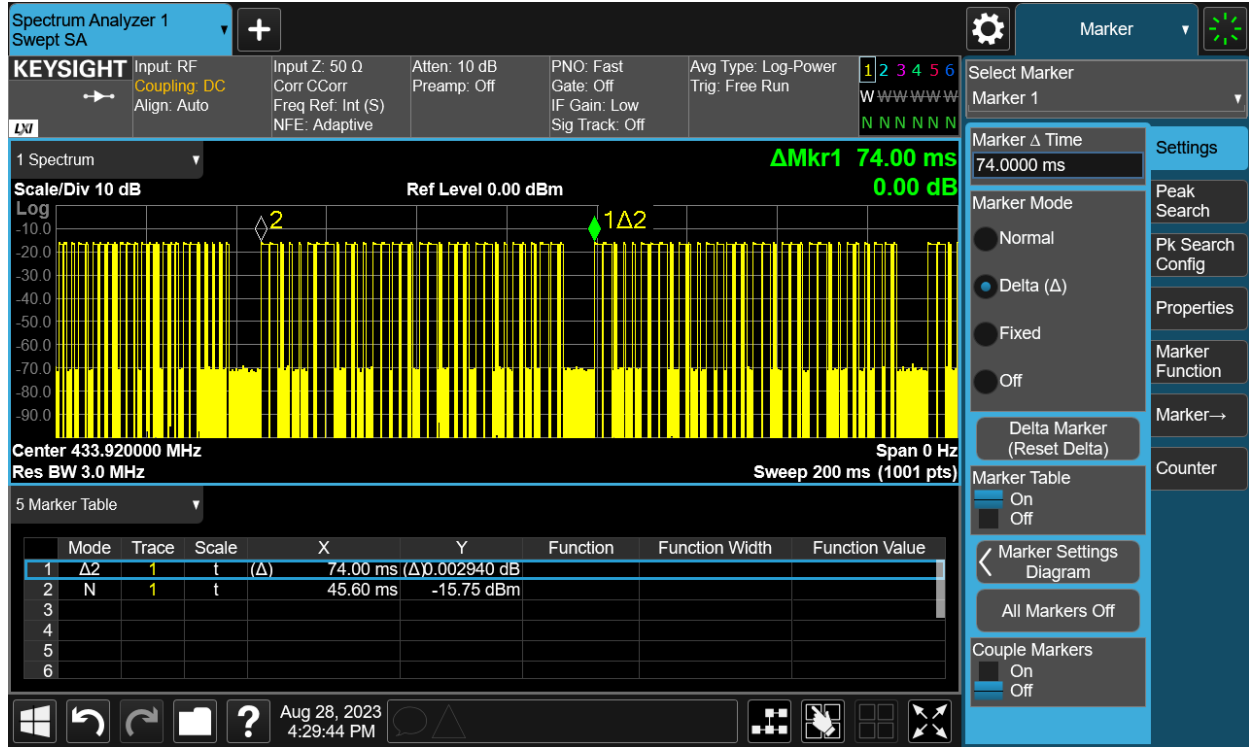 Spectrum Analyzer 1
Swept SA
Marker
KEYSIGHT
LXI
Input: RF
Coupling: DC
Align: Auto
Input Z: 50 Ω
Corr CCorr
Freq Ref: Int (S)
NFE: Adaptive
Atten: 10 dB
Preamp: Off
PNO: Fast
Gate: Off
IF Gain: Low
Sig Track: Off
Avg Type: Log-Power
Trig: Free Run
1 2 3 4 5 6
W W W W W W
N N N N N N
1 Spectrum
ΔMkr1 74.00 ms
0.00 dB
Scale/Div 10 dB
Ref Level 0.00 dBm
Log
-10.0
-20.0
-30.0
-40.0
-50.0
-60.0
-70.0
-80.0
-90.0
2
1Δ2
Center 433.920000 MHz
Span 0 Hz
Res BW 3.0 MHz
Sweep 200 ms (1001 pts)
5 Marker Table
Mode Trace Scale X Y Function Function Width Function Value
1 Δ2 1 t (Δ) 74.00 ms (Δ)0.002940 dB
2 N 1 t 45.60 ms -15.75 dBm
3
4
5
6
Aug 28, 2023
4:29:44 PM
Select Marker
Marker 1
Marker Δ Time
74.0000 ms
Marker Mode
Normal
Delta (Δ)
Fixed
Off
Delta Marker
(Reset Delta)
Marker Table
On
Off
Marker Settings
Diagram
All Markers Off
Couple Markers
On
Off
Settings
Peak
Search
Pk Search
Config
Properties
Marker
Function
Marker→
Counter